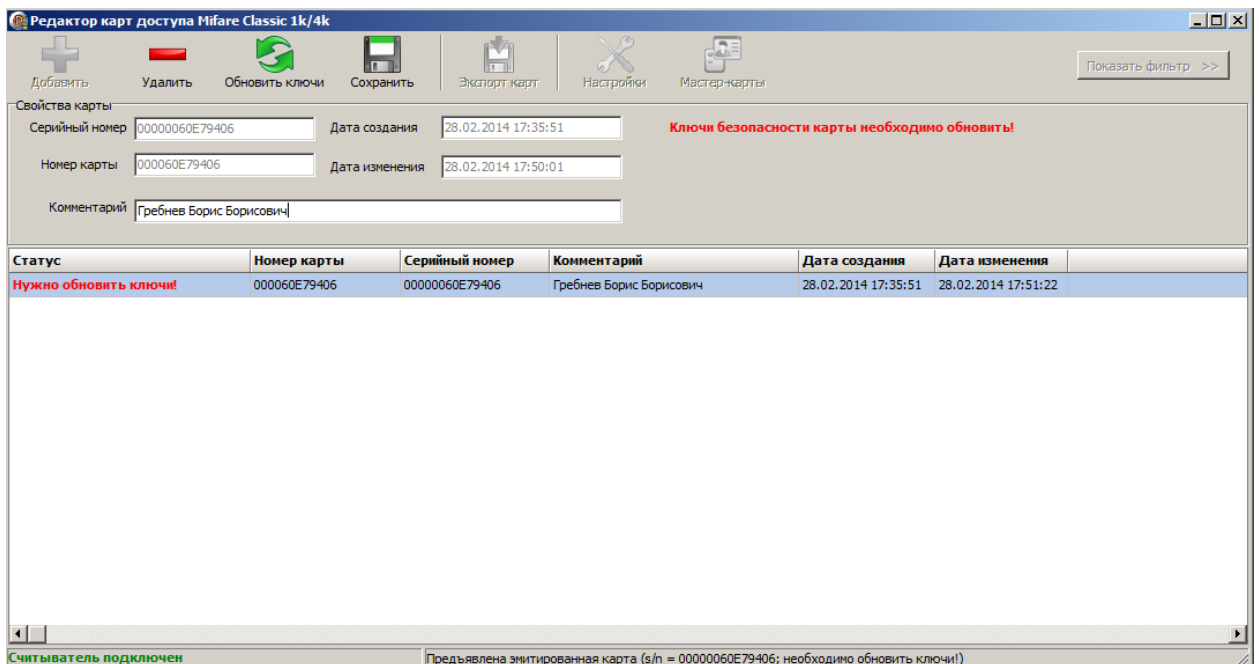 Редактор карт доступа Mifare Classic 1k/4k
Добавить Удалить Обновить ключи Сохранить Экспорт карт Настройки Мастер-карты Показать фильтр >>
Свойства карты
Серийный номер 00000060E79406 Дата создания 28.02.2014 17:35:51 Ключи безопасности карты необходимо обновить!
Номер карты 000060E79406 Дата изменения 28.02.2014 17:50:01
Комментарий Гребнев Борис Борисович
Статус Номер карты Серийный номер Комментарий Дата создания Дата изменения
Нужно обновить ключи! 000060E79406 00000060E79406 Гребнев Борис Борисович 28.02.2014 17:35:51 28.02.2014 17:51:22
Считыватель подключен Предъявлена эмитированная карта (s/n = 00000060E79406; необходимо обновить ключи!)